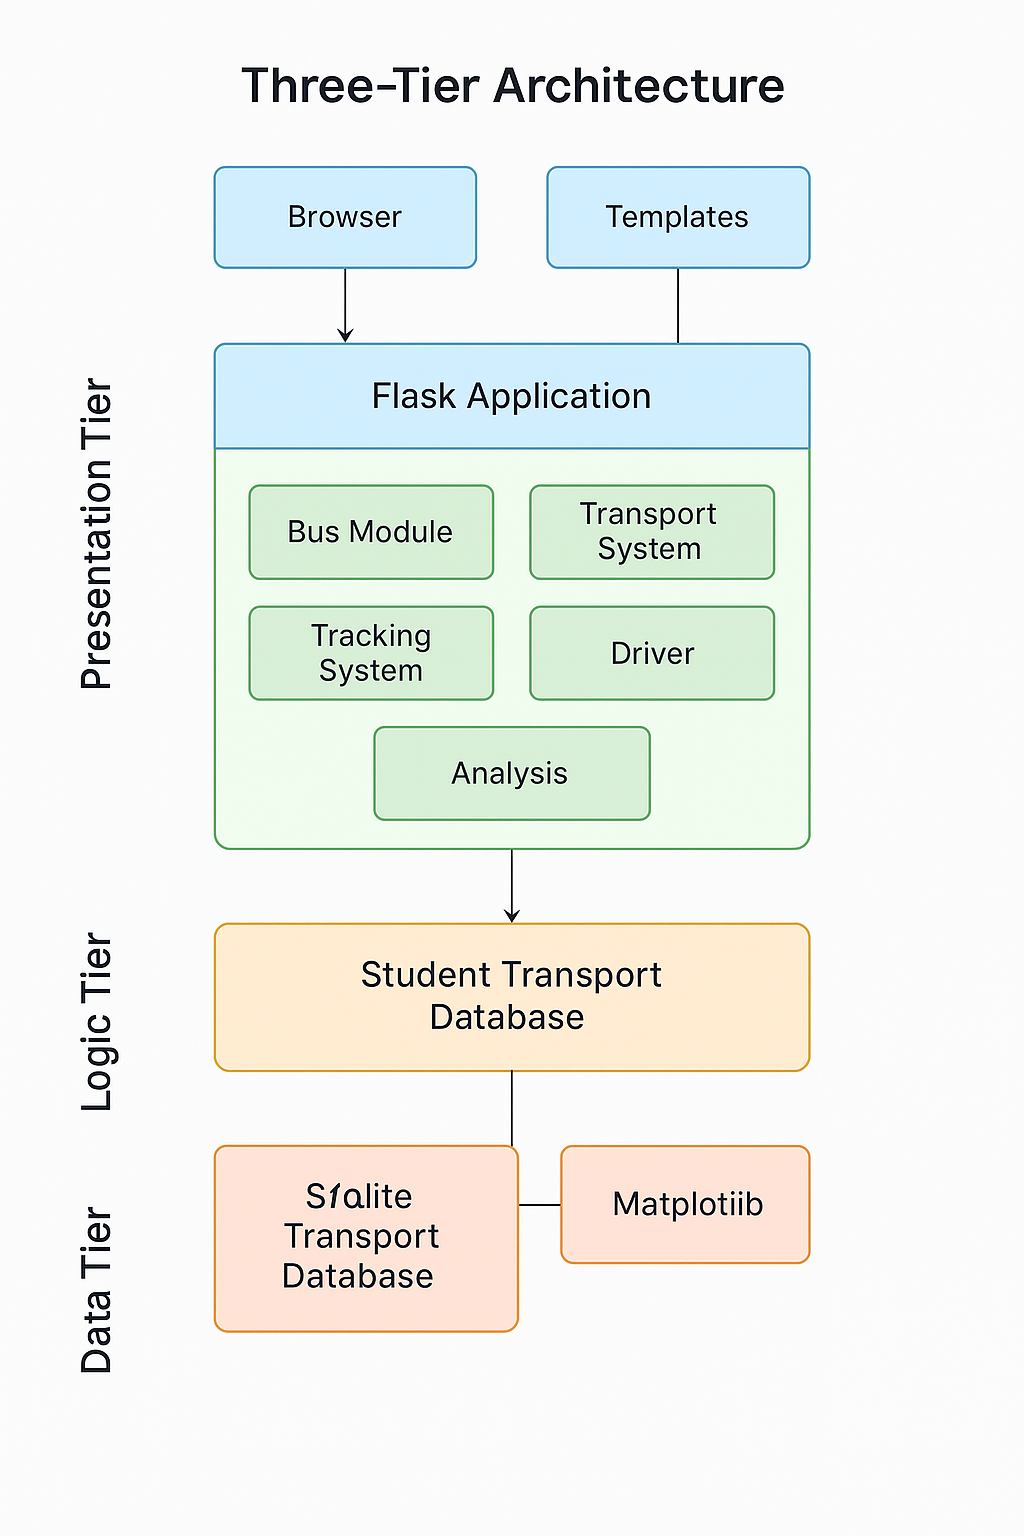 Three-Tier Architecture
Browser
Templates
Presentation Tier
Flask Application
Bus Module
Transport
System
Tracking
System
Driver
Analysis
Logic Tier
Student Transport
Database
Data Tier
Transport
Database
Matplotiib